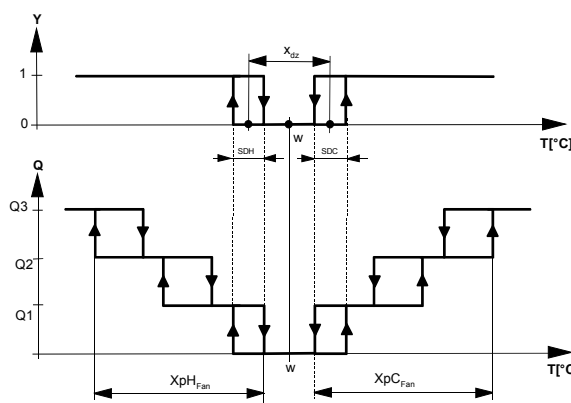 Y
x_dz
1
0
w
T[°C]
SDH
SDC
Q
Q3
Q2
Q1
w
T[°C
XpH_Fan
XpC_Fan